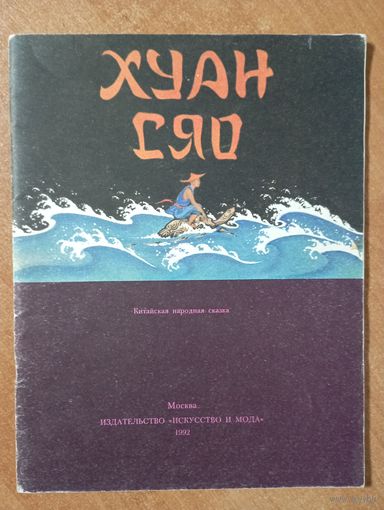 ХУАН
СЯО
Китайская народная сказка
Москва
ИЗДАТЕЛЬСТВО «ИСКУССТВО И МОДА»
1992